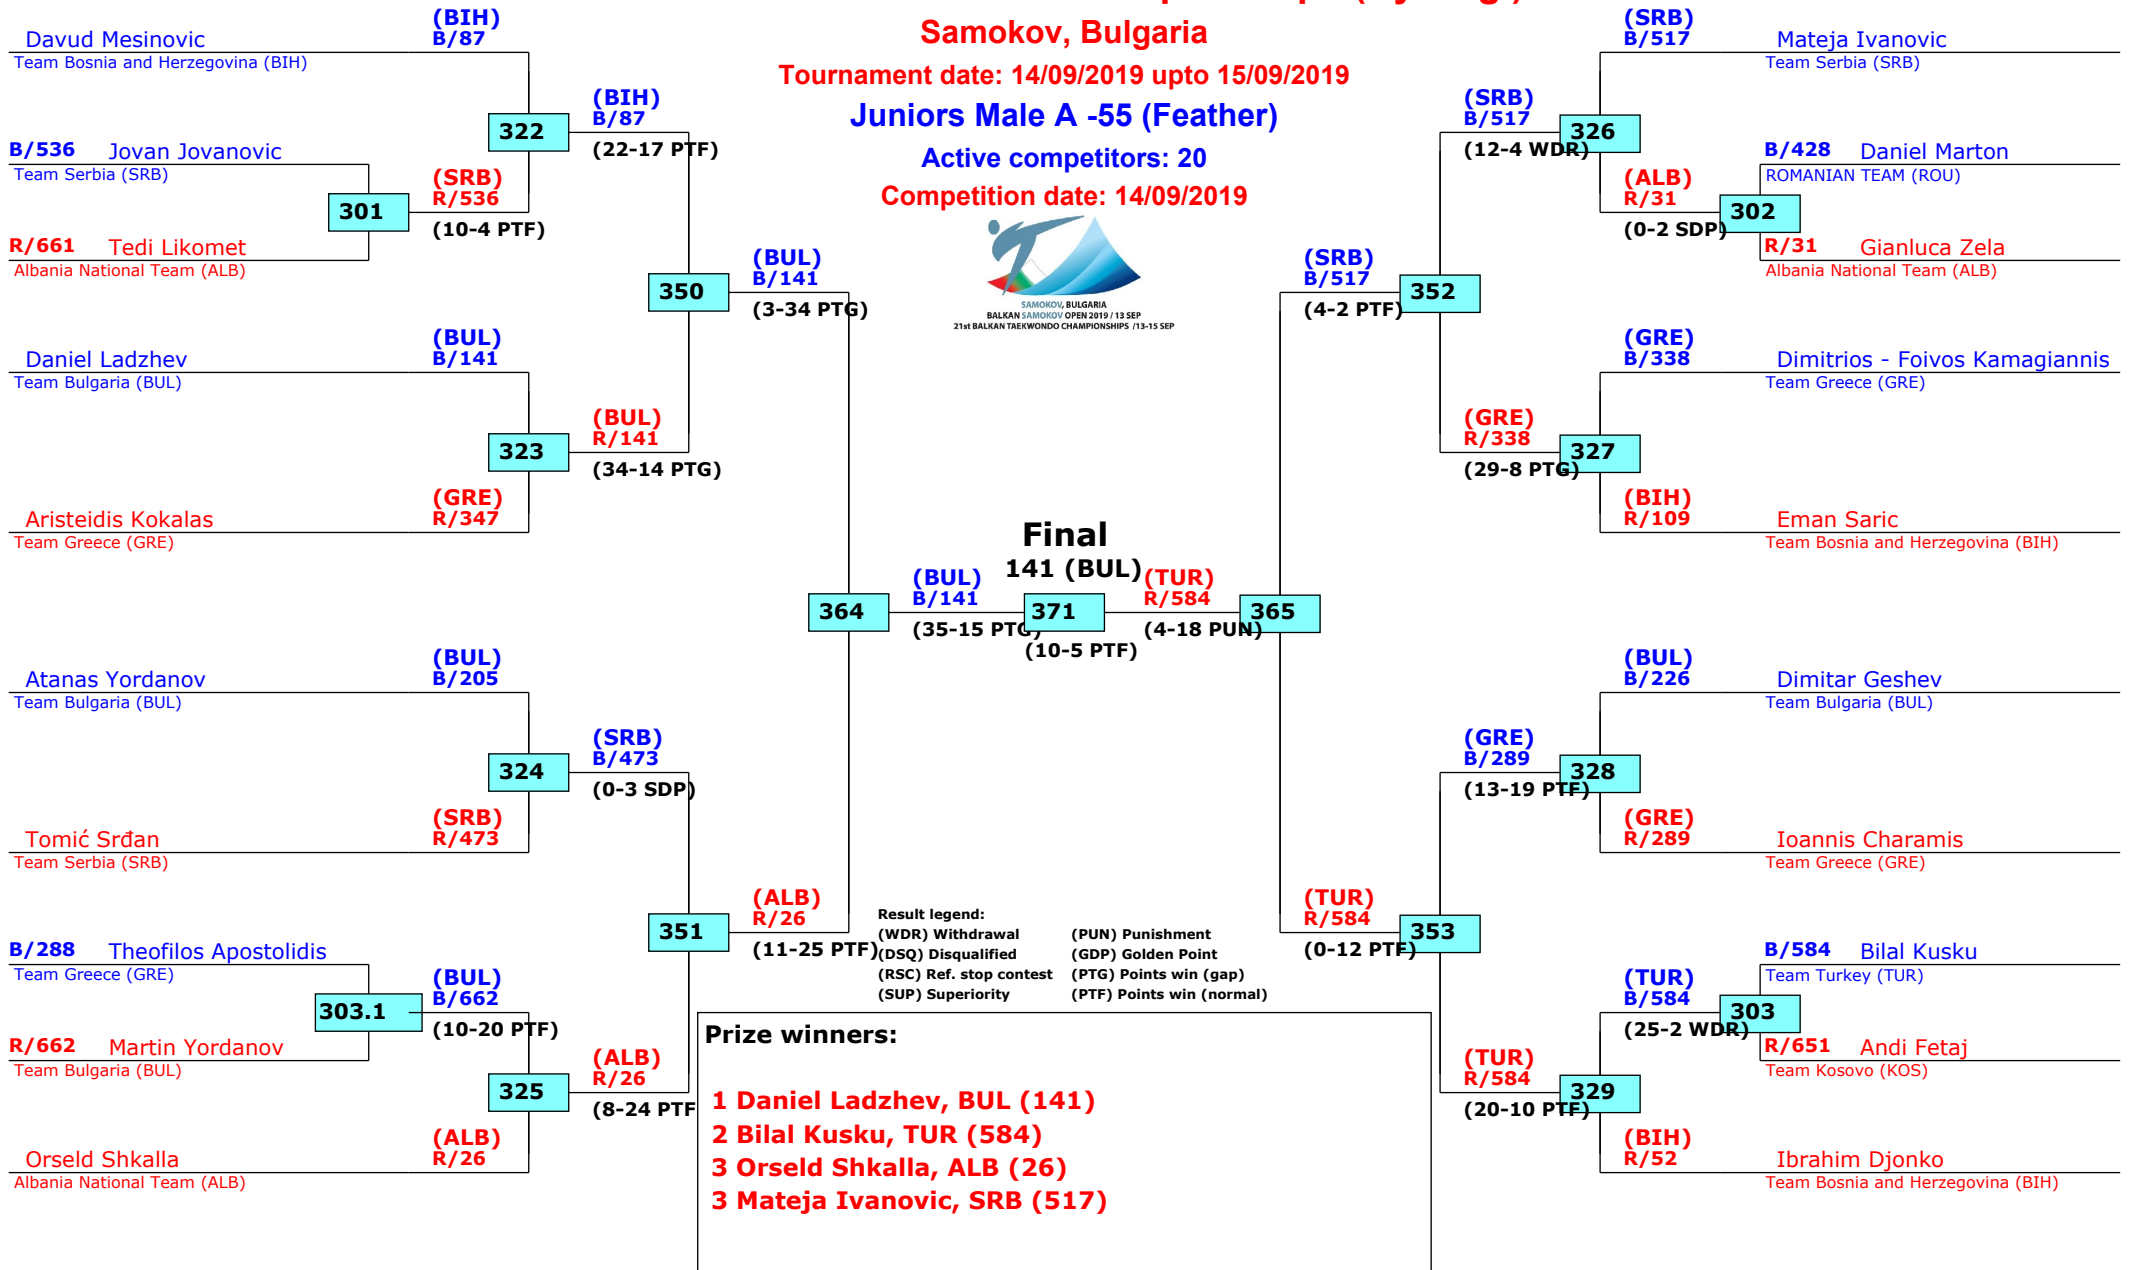 Samokov, Bulgaria
Tournament date: 14/09/2019 upto 15/09/2019
Juniors Male A -55 (Feather)
Active competitors: 20
Competition date: 14/09/2019
SAMOKOV, BULGARIA
BALKAN SAMOKOV OPEN 2019 / 13 SEP
21st BALKAN TAEKWONDO CHAMPIONSHIPS /13-15 SEP
Davud Mesinovic
Team Bosnia and Herzegovina (BIH)
(BIH)
B/87
B/536 Jovan Jovanovic
Team Serbia (SRB)
R/661 Tedi Likomet
Albania National Team (ALB)
301
(SRB)
R/536
(10-4 PTF)
322
(BIH)
B/87
(22-17 PTF)
Daniel Ladzhev
Team Bulgaria (BUL)
(BUL)
B/141
Aristeidis Kokalas
Team Greece (GRE)
(GRE)
R/347
323
(BUL)
R/141
(34-14 PTG)
350
(BUL)
B/141
(3-34 PTG)
Atanas Yordanov
Team Bulgaria (BUL)
(BUL)
B/205
Tomić Srđan
Team Serbia (SRB)
(SRB)
R/473
324
(SRB)
B/473
(0-3 SDP)
B/288 Theofilos Apostolidis
Team Greece (GRE)
R/662 Martin Yordanov
Team Bulgaria (BUL)
303.1
(BUL)
B/662
(10-20 PTF)
Orseld Shkalla
Albania National Team (ALB)
(ALB)
R/26
325
(ALB)
R/26
(8-24 PTF
351
(ALB)
R/26
(11-25 PTF)
364
(BUL)
B/141
(35-15 PTG)
Final
141 (BUL)
371
(10-5 PTF)
(TUR)
R/584
(4-18 PUN)
365
(SRB)
B/517
(4-2 PTF)
352
(SRB)
B/517
(12-4 WDR)
326
(SRB)
B/517
Mateja Ivanovic
Team Serbia (SRB)
(ALB)
R/31
(0-2 SDP)
302
B/428 Daniel Marton
ROMANIAN TEAM (ROU)
R/31 Gianluca Zela
Albania National Team (ALB)
(GRE)
R/338
(29-8 PTG)
327
(GRE)
B/338
Dimitrios - Foivos Kamagiannis
Team Greece (GRE)
(BIH)
R/109
Eman Saric
Team Bosnia and Herzegovina (BIH)
(TUR)
R/584
(0-12 PTF)
353
(GRE)
B/289
(13-19 PTF)
328
(BUL)
B/226
Dimitar Geshev
Team Bulgaria (BUL)
(GRE)
R/289
Ioannis Charamis
Team Greece (GRE)
(TUR)
R/584
(20-10 PTF)
329
(TUR)
B/584
(25-2 WDR)
303
B/584 Bilal Kusku
Team Turkey (TUR)
R/651 Andi Fetaj
Team Kosovo (KOS)
(BIH)
R/52
Ibrahim Djonko
Team Bosnia and Herzegovina (BIH)
Result legend:
(WDR) Withdrawal (PUN) Punishment
(DSQ) Disqualified (GDP) Golden Point
(RSC) Ref. stop contest (PTG) Points win (gap)
(SUP) Superiority (PTF) Points win (normal)
Prize winners:
1 Daniel Ladzhev, BUL (141)
2 Bilal Kusku, TUR (584)
3 Orseld Shkalla, ALB (26)
3 Mateja Ivanovic, SRB (517)